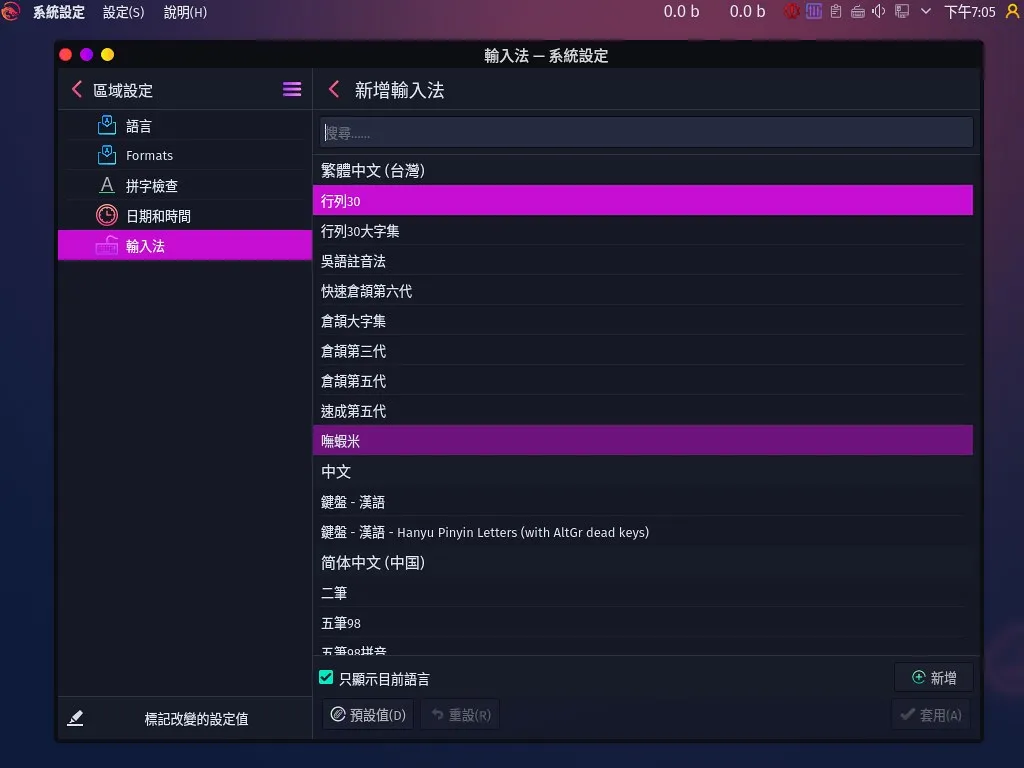 系統設定 設定(S) 說明(H) 0.0 b 0.0 b 下午7:05
輸入法 — 系統設定
區域設定
新增輸入法
語言
Formats
拼字檢查
日期和時間
輸入法
搜尋......
繁體中文 (台灣)
行列30
行列30大字集
吳語註音法
快速倉頡第六代
倉頡大字集
倉頡第三代
倉頡第五代
速成第五代
嘸蝦米
中文
鍵盤 - 漢語
鍵盤 - 漢語 - Hanyu Pinyin Letters (with AltGr dead keys)
简体中文 (中国)
二筆
五筆98
五筆98拼音
只顯示目前語言
新增
標記改變的設定值
預設值(D)
重設(R)
套用(A)